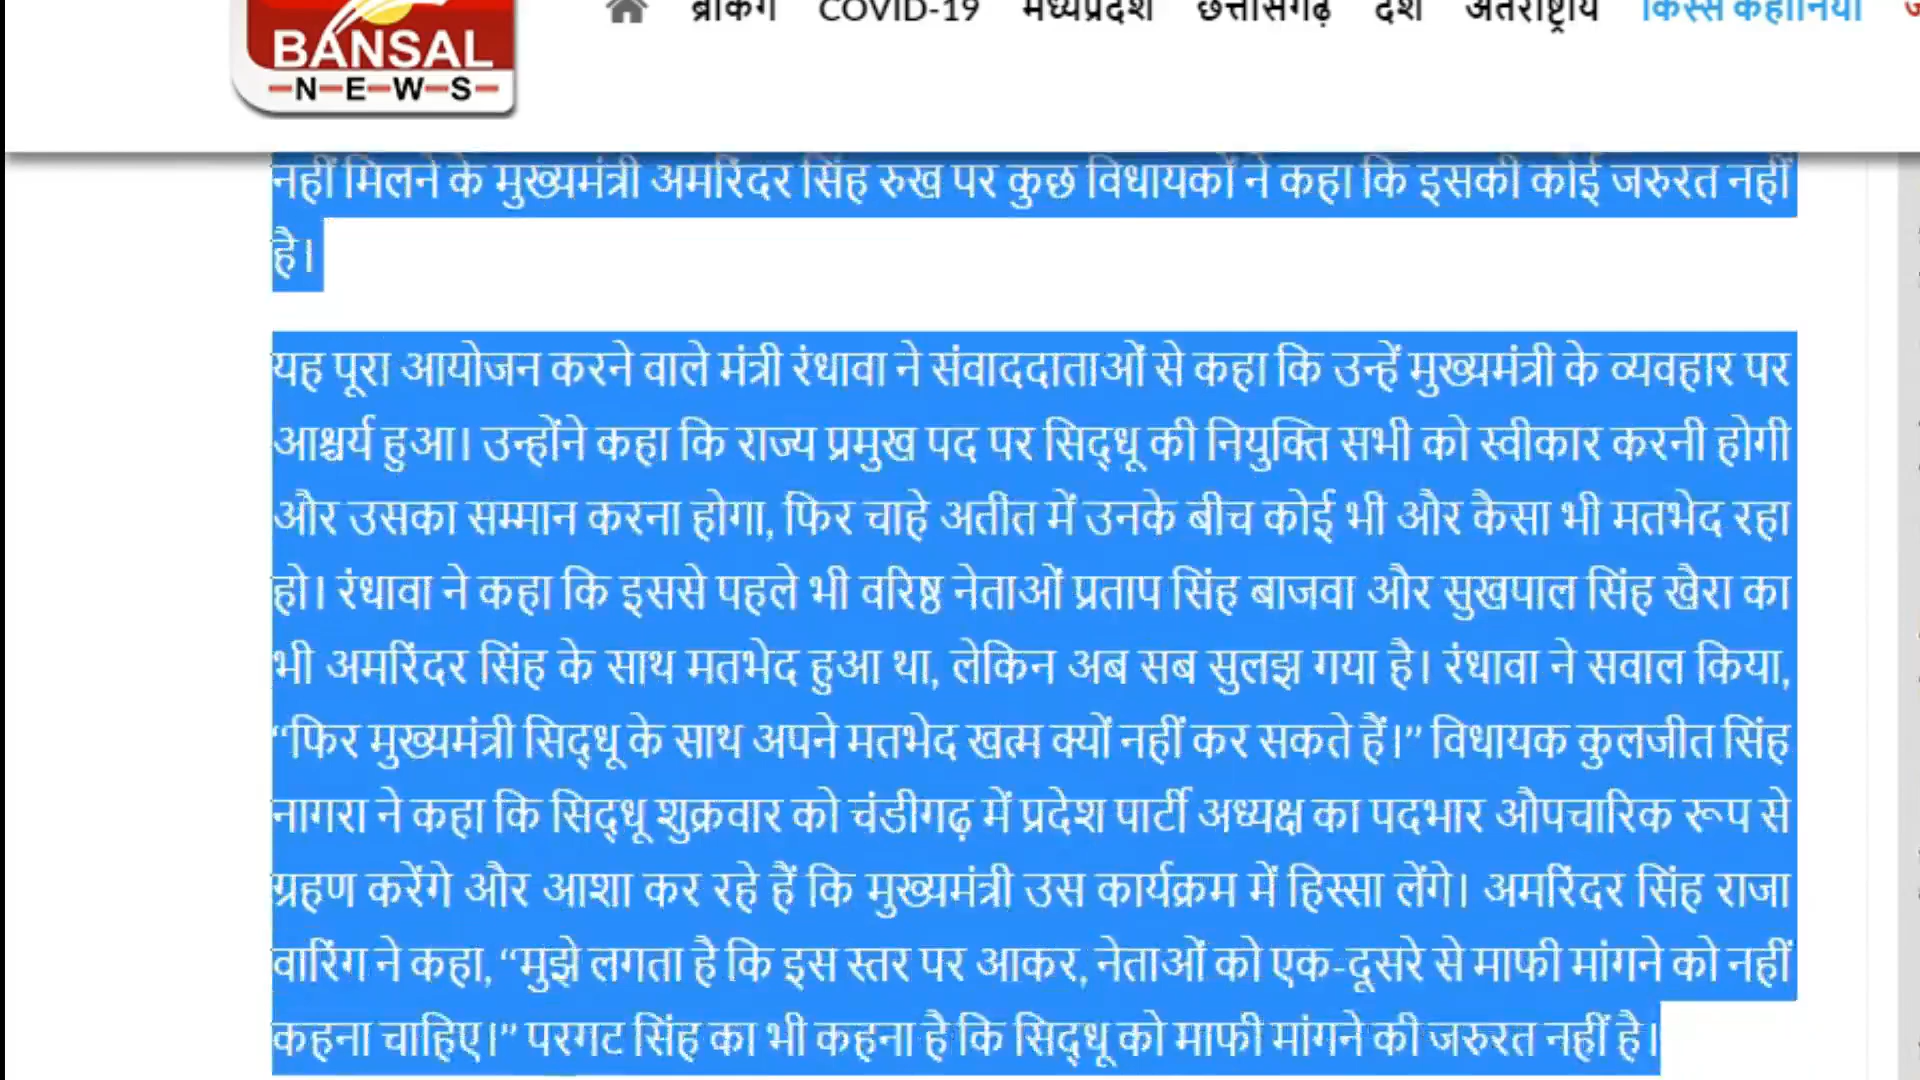 BANSAL
N-E-W-S
ब्रेकिंग COVID-19 मध्यप्रदेश छत्तीसगढ़ देश अंतर्राष्ट्रीय किस्से कहानियां
नहीं मिलने के मुख्यमंत्री अमरिंदर सिंह रुख पर कुछ विधायकों ने कहा कि इसकी कोई जरुरत नहीं
है।
यह पूरा आयोजन करने वाले मंत्री रंधावा ने संवाददाताओं से कहा कि उन्हें मुख्यमंत्री के व्यवहार पर
आश्चर्य हुआ। उन्होंने कहा कि राज्य प्रमुख पद पर सिद्धू की नियुक्ति सभी को स्वीकार करनी होगी
और उसका सम्मान करना होगा, फिर चाहे अतीत में उनके बीच कोई भी और कैसा भी मतभेद रहा
हो। रंधावा ने कहा कि इससे पहले भी वरिष्ठ नेताओं प्रताप सिंह बाजवा और सुखपाल सिंह खैरा का
भी अमरिंदर सिंह के साथ मतभेद हुआ था, लेकिन अब सब सुलझ गया है। रंधावा ने सवाल किया,
“फिर मुख्यमंत्री सिद्धू के साथ अपने मतभेद खत्म क्यों नहीं कर सकते हैं।” विधायक कुलजीत सिंह
नागरा ने कहा कि सिद्धू शुक्रवार को चंडीगढ़ में प्रदेश पार्टी अध्यक्ष का पदभार औपचारिक रूप से
ग्रहण करेंगे और आशा कर रहे हैं कि मुख्यमंत्री उस कार्यक्रम में हिस्सा लेंगे। अमरिंदर सिंह राजा
वारिंग ने कहा, “मुझे लगता है कि इस स्तर पर आकर, नेताओं को एक-दूसरे से माफी मांगने को नहीं
कहना चाहिए।” परगट सिंह का भी कहना है कि सिद्धू को माफी मांगने की जरुरत नहीं है।